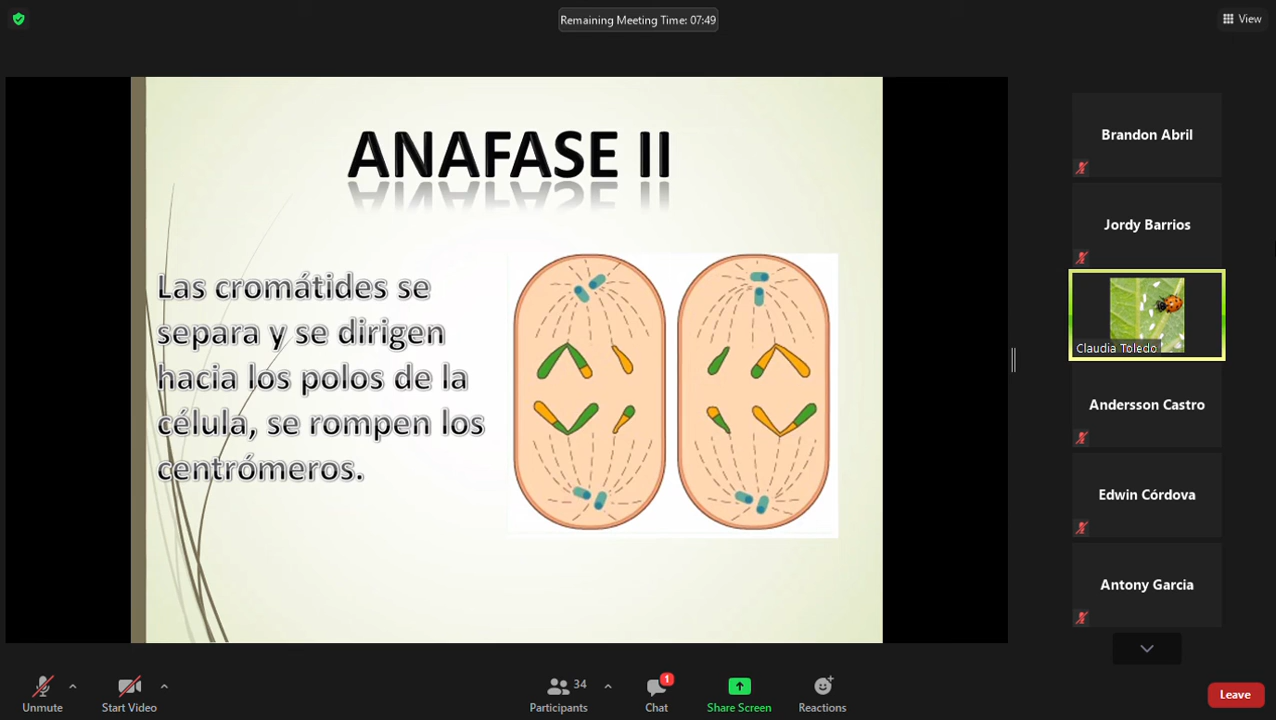 Remaining Meeting Time: 07:49
View
ANAFASE II
Las cromátides se
separa y se dirigen
hacia los polos de la
célula, se rompen los
centrómeros.
Brandon Abril
Jordy Barrios
Claudia Toledo
Andersson Castro
Edwin Córdova
Antony Garcia
Unmute
Start Video
34
Participants
1
Chat
Share Screen
Reactions
Leave